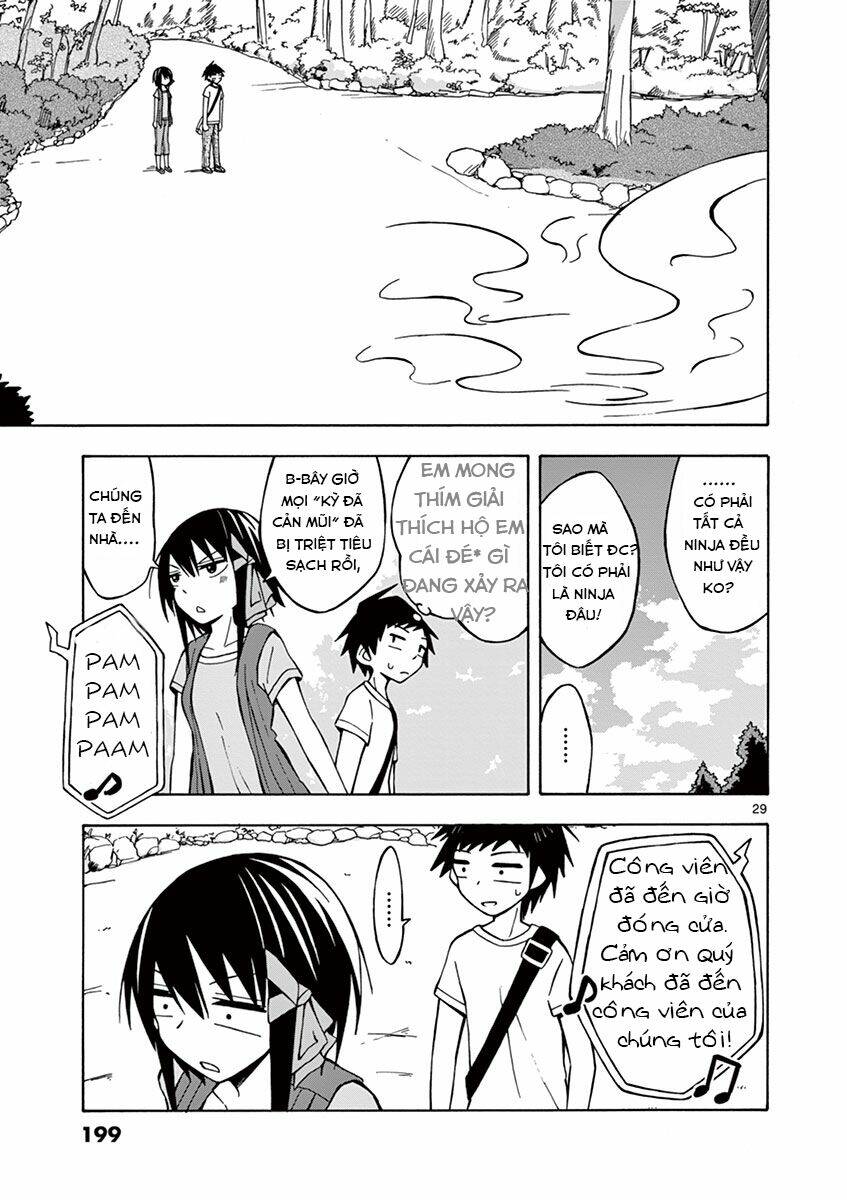 ......
CÓ PHẢI
TẤT CẢ
NINJA ĐỀU
NHƯ VẬY
KO?
SAO MÀ
TÔI BIẾT ĐC?
TÔI CÓ PHẢI
LÀ NINJA
ĐÂU!
......
EM MONG
THÍM GIẢI
THÍCH HỘ EM
CÁI ĐÉ* GÌ
ĐANG XẢY RA
VẬY?
B-BÂY GIỜ
MỌI "KỲ ĐÀ
CẢN MŨI" ĐÃ
BỊ TRIỆT TIÊU
SẠCH RỒI,
CHÚNG
TA ĐẾN
NHÀ....
PAM
PAM
PAM
PAAM
29
Công viên
đã đến giờ
đóng cửa.
Cảm ơn Quý
khách đã đến
công viên của
chúng tôi!
......
199